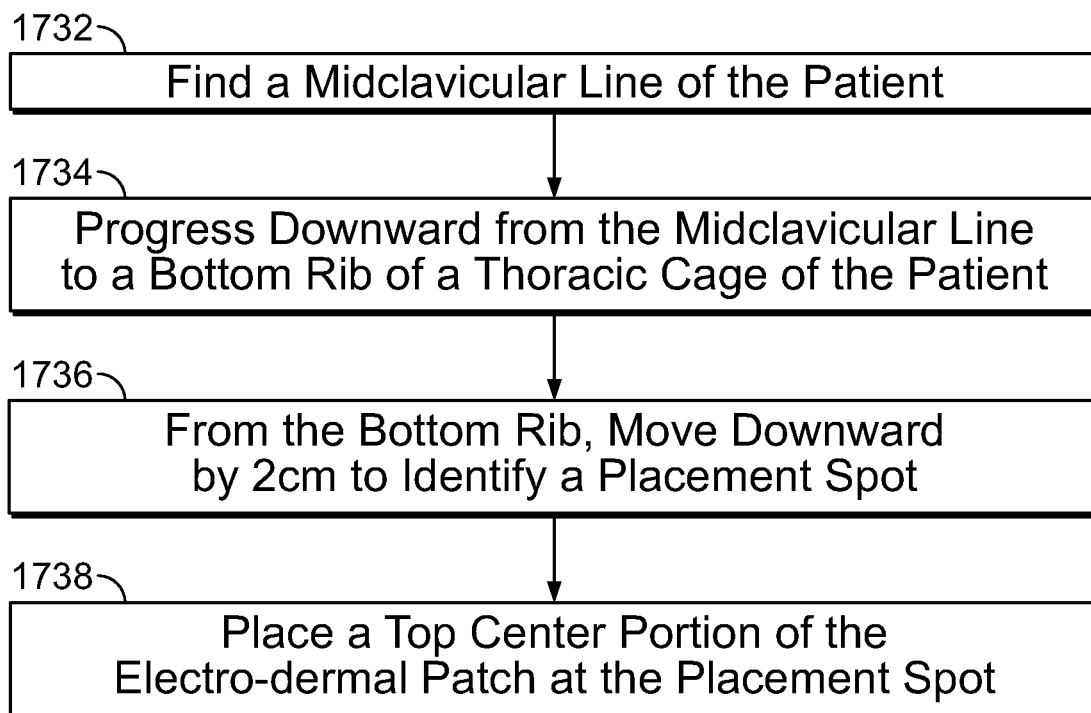 1732
Find a Midclavicular Line of the Patient
1734
Progress Downward from the Midclavicular Line
to a Bottom Rib of a Thoracic Cage of the Patient
1736
From the Bottom Rib, Move Downward
by 2cm to Identify a Placement Spot
1738
Place a Top Center Portion of the
Electro-dermal Patch at the Placement Spot